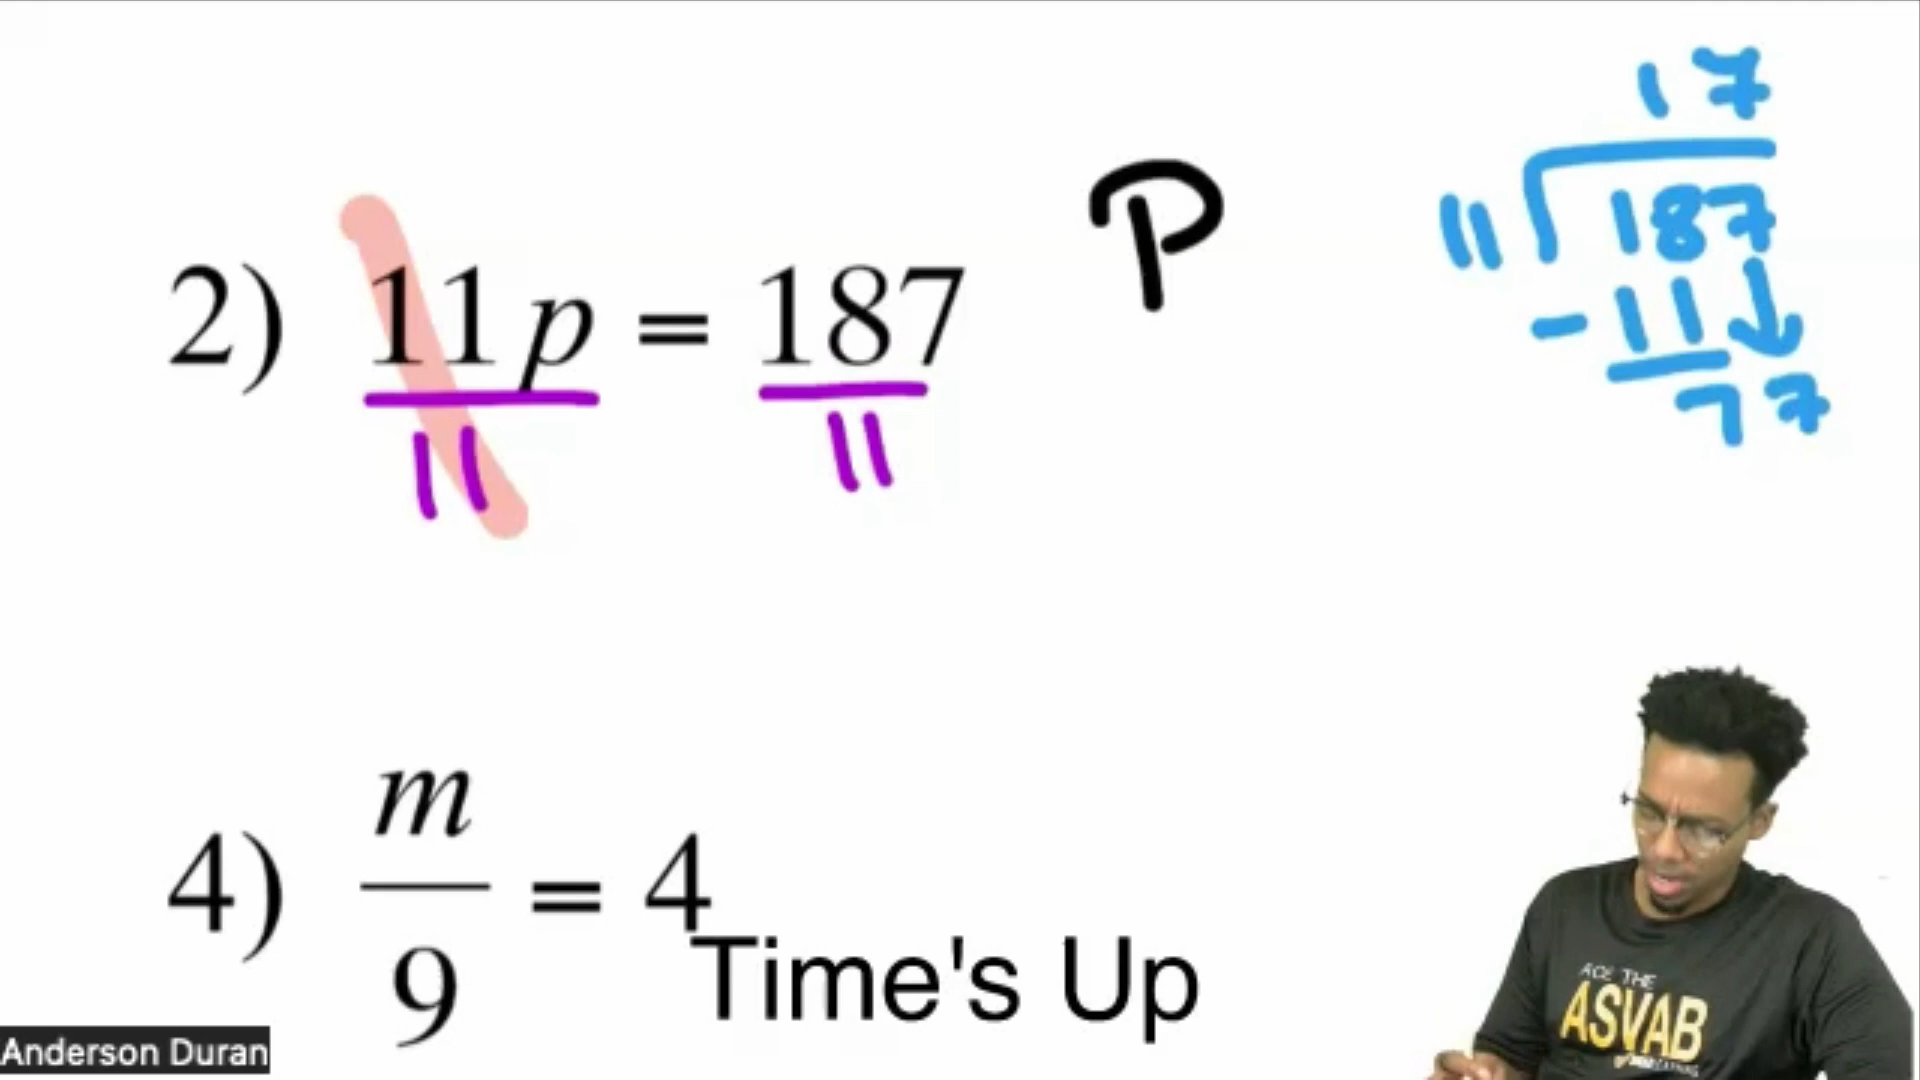 2) 11p = 187
11
11
P
17
11 187
- 11
77
4) m/9 = 4
Time's Up
Anderson Duran
ACE THE
ASVAB